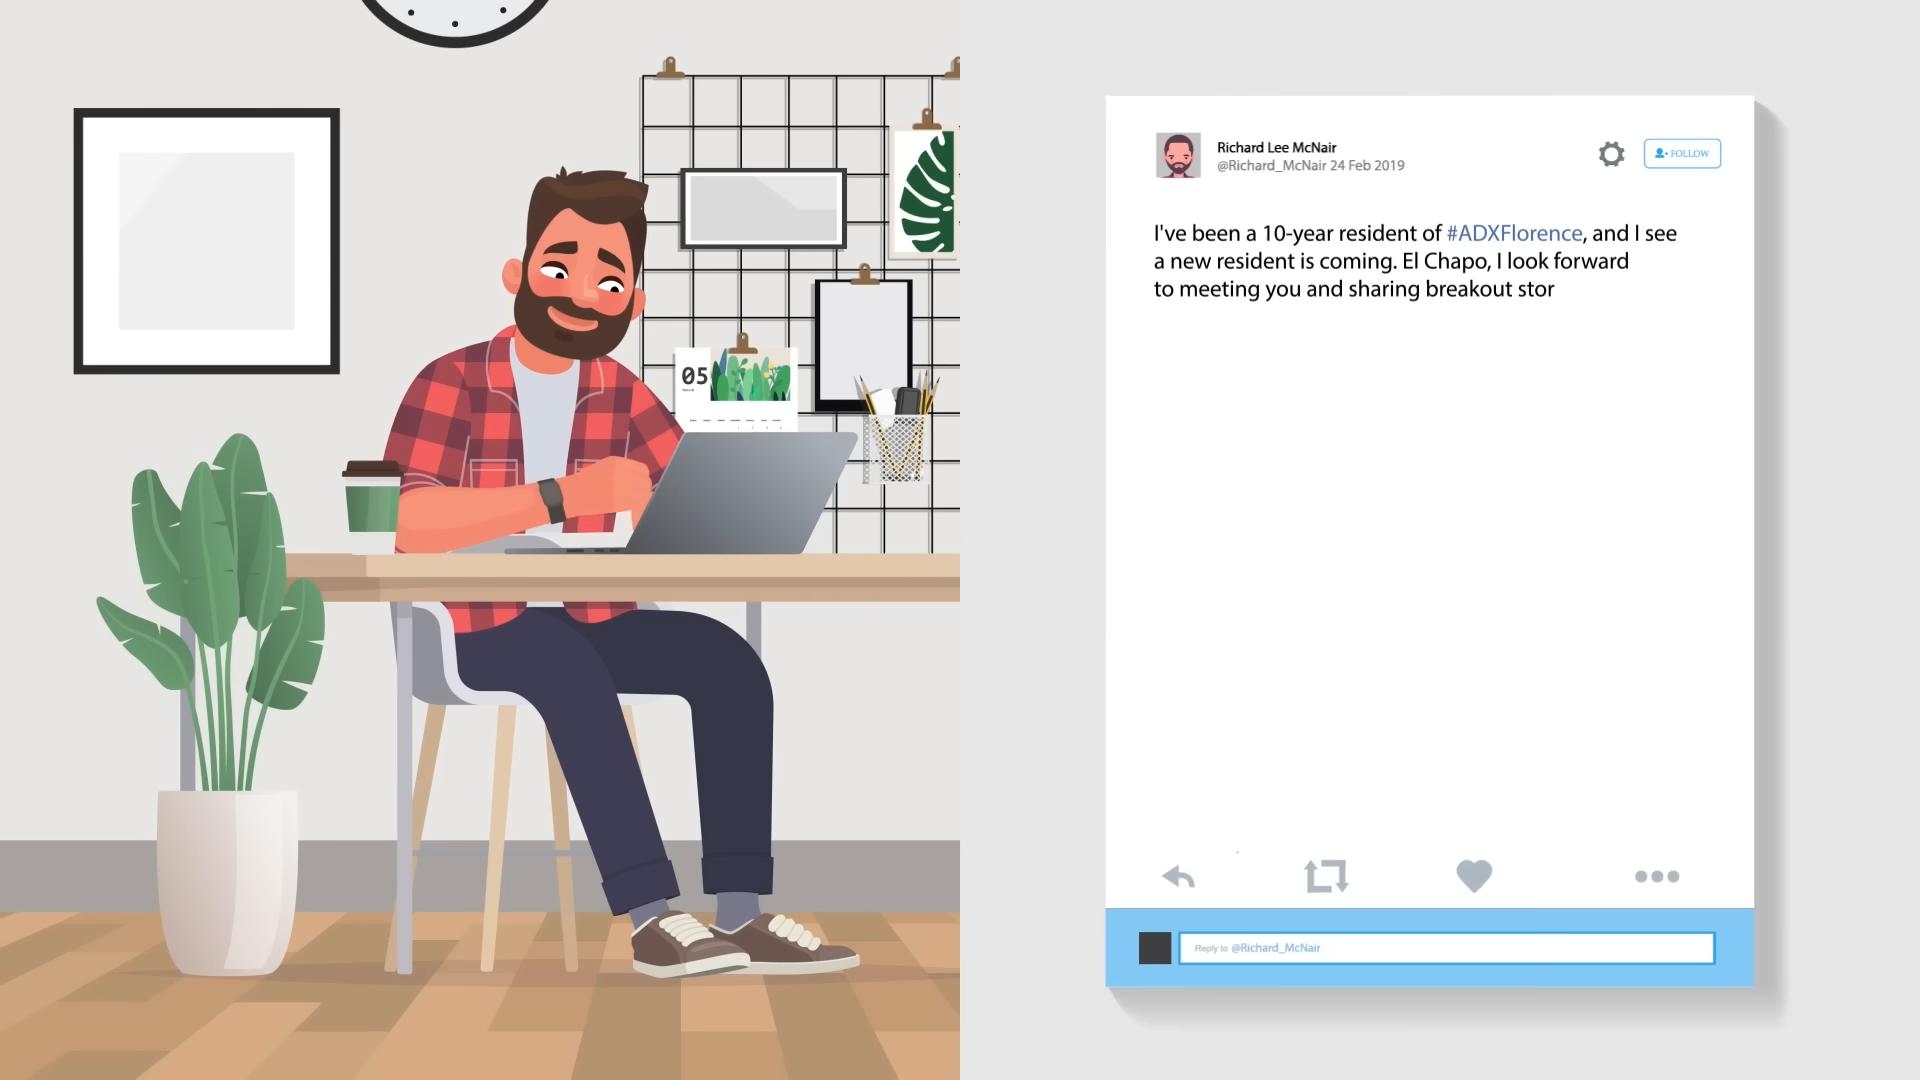 05
Richard Lee McNair
@Richard_McNair 24 Feb 2019
FOLLOW
I've been a 10-year resident of #ADXFlorence, and I see
a new resident is coming. El Chapo, I look forward
to meeting you and sharing breakout stor
Reply to @Richard_McNair